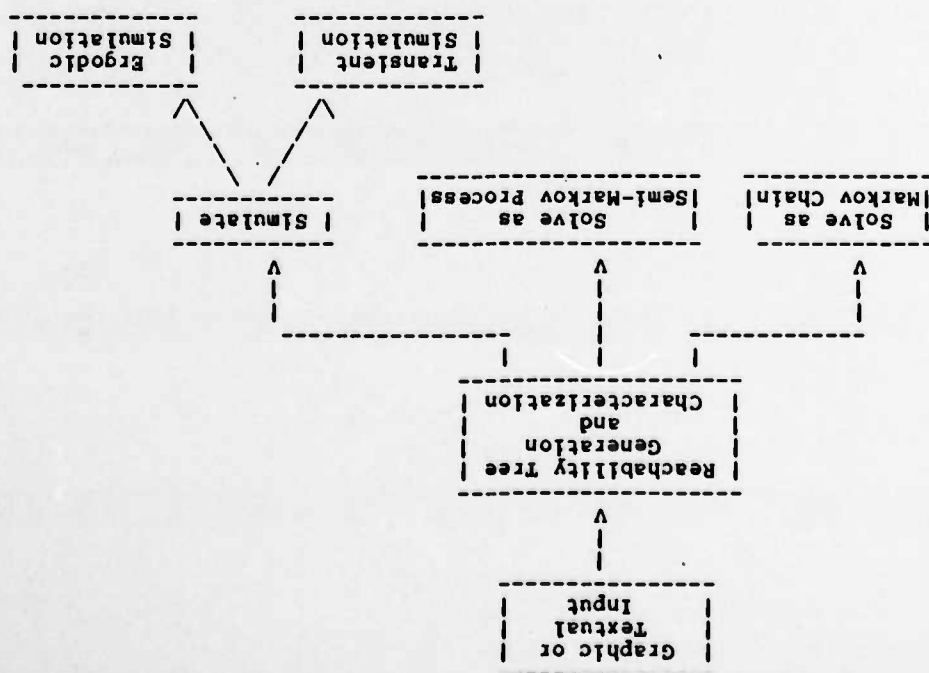 Graphic or
Textual
Input
Reachability Tree
Generation
and
Characterization
Solve as
Markov Chain
Solve as
Semi-Markov Process
Simulate
Transient
Simulation
Ergodic
Simulation